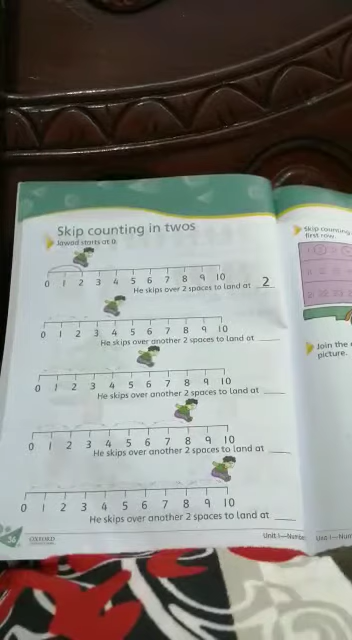 Skip counting in twos
Jawad starts at 0.
0 1 2 3 4 5 6 7 8 9 10
He skips over 2 spaces to land at 2
0 1 2 3 4 5 6 7 8 9 10
He skips over another 2 spaces to land at
0 1 2 3 4 5 6 7 8 9 10
He skips over another 2 spaces to land at
0 1 2 3 4 5 6 7 8 9 10
He skips over another 2 spaces to land at
0 1 2 3 4 5 6 7 8 9 10
He skips over another 2 spaces to land at
34 OXFORD
Unit 1—Number
Skip counting
first row.
Join the
picture.
Unit 1—Num